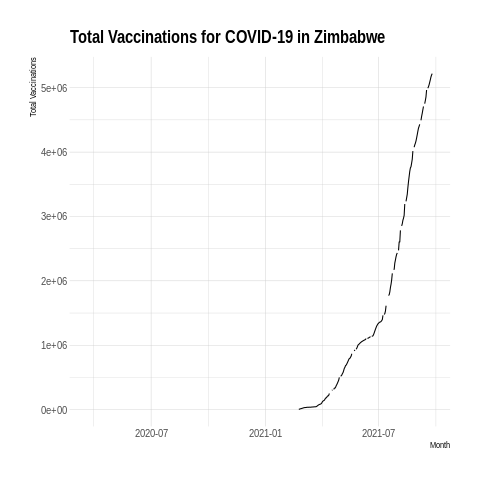 Total Vaccinations for COVID-19 in Zimbabwe
Total Vaccinations
5e+06
4e+06
3e+06
2e+06
1e+06
0e+00
2020-07 2021-01 2021-07
Month